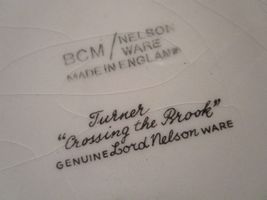 BCM/NELSON
WARE
MADE IN ENGLAND
Turner
"Crossing the Brook"
GENUINE Lord Nelson WARE